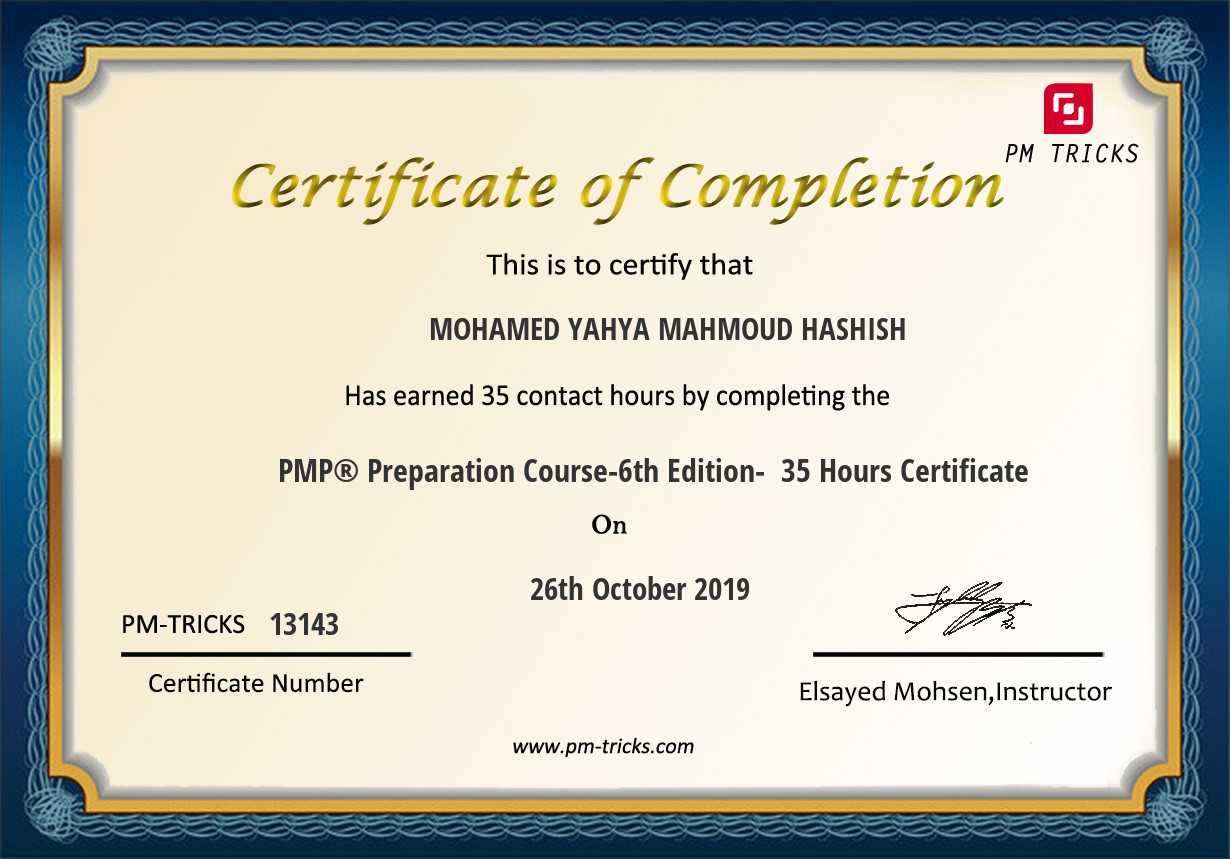 PM TRICKS
Certificate of Completion
This is to certify that
MOHAMED YAHYA MAHMOUD HASHISH
Has earned 35 contact hours by completing the
PMP® Preparation Course-6th Edition-  35 Hours Certificate
On
26th October 2019
PM-TRICKS 13143
Certificate Number
Elsayed Mohsen,Instructor
www.pm-tricks.com